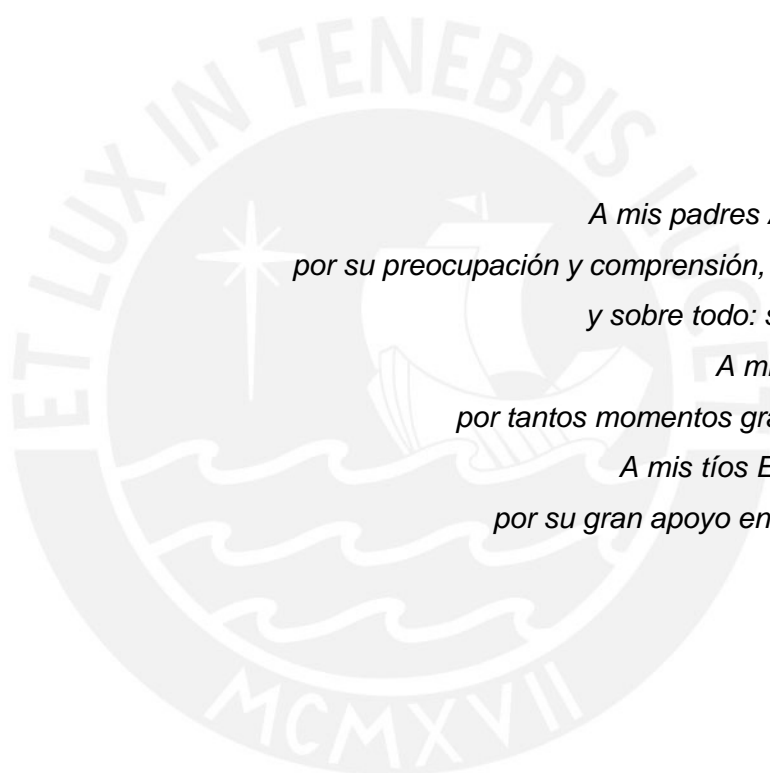 ET LUX IN TENEBRIS LUCET
A mis padres
por su preocupación y comprensión,
y sobre todo:
A
por tantos momentos
A mis tíos
por su gran apoyo en
MCMXVII